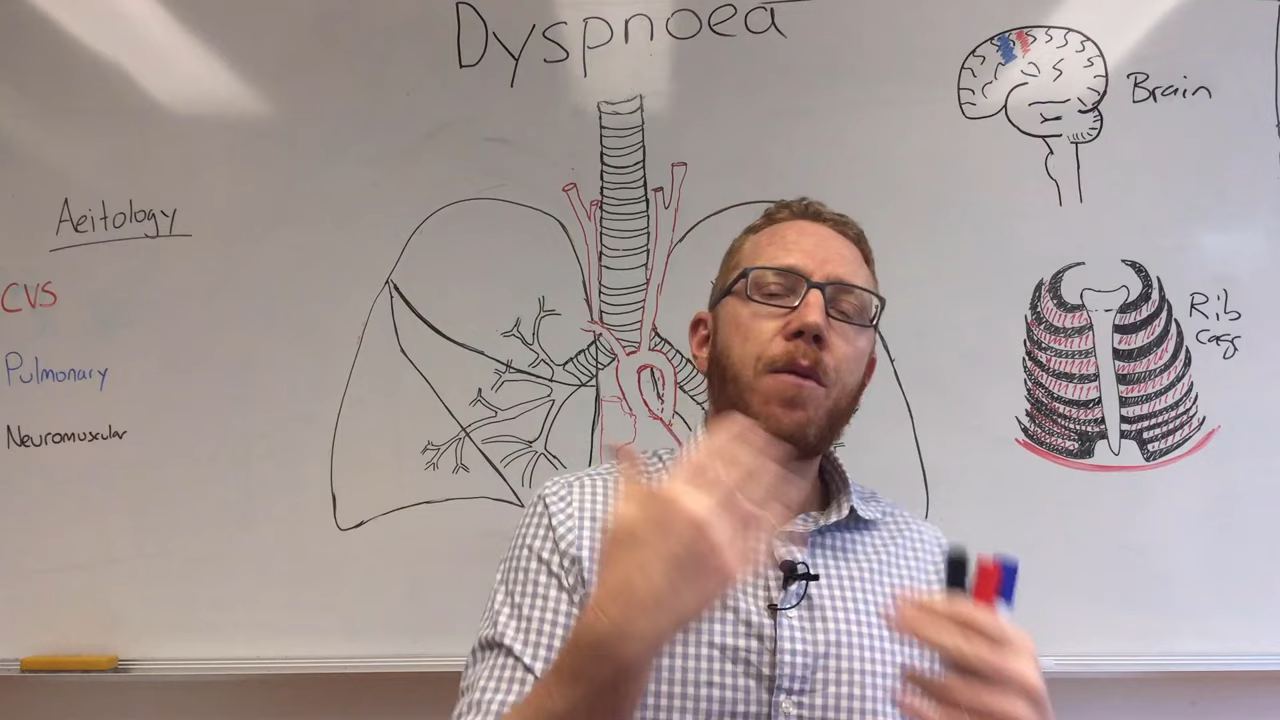 Dyspnoea
Brain
Aeitology
CVS
Pulmonary
Neuromuscular
Rib
cage